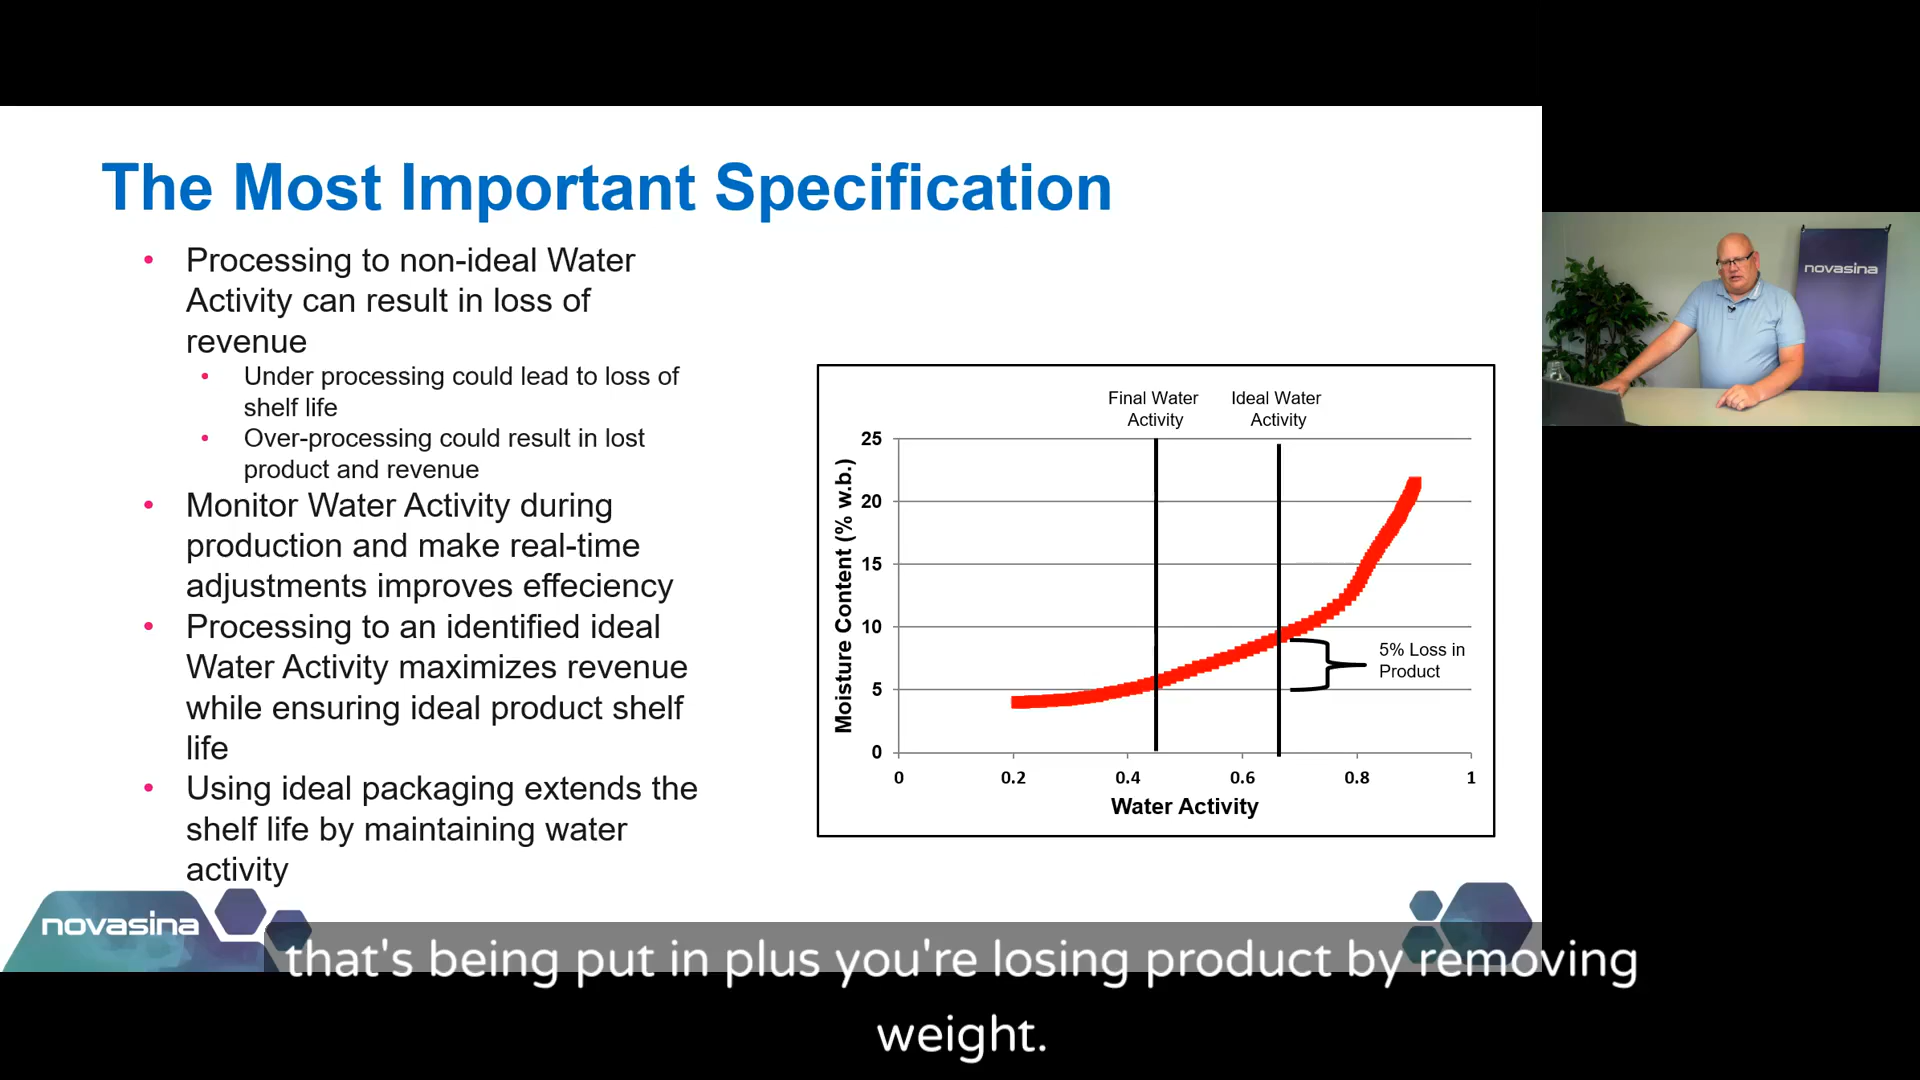 The Most Important Specification
• Processing to non-ideal Water
Activity can result in loss of
revenue
• Under processing could lead to loss of
shelf life
• Over-processing could result in lost
product and revenue
• Monitor Water Activity during
production and make real-time
adjustments improves effeciency
• Processing to an identified ideal
Water Activity maximizes revenue
while ensuring ideal product shelf
life
• Using ideal packaging extends the
shelf life by maintaining water
activity
Final Water
Activity
Ideal Water
Activity
Moisture Content (% w.b.)
25
20
15
10
5
0
5% Loss in
Product
0 0.2 0.4 0.6 0.8 1
Water Activity
novasina
novasina
that's being put in plus you're losing product by removing
weight.